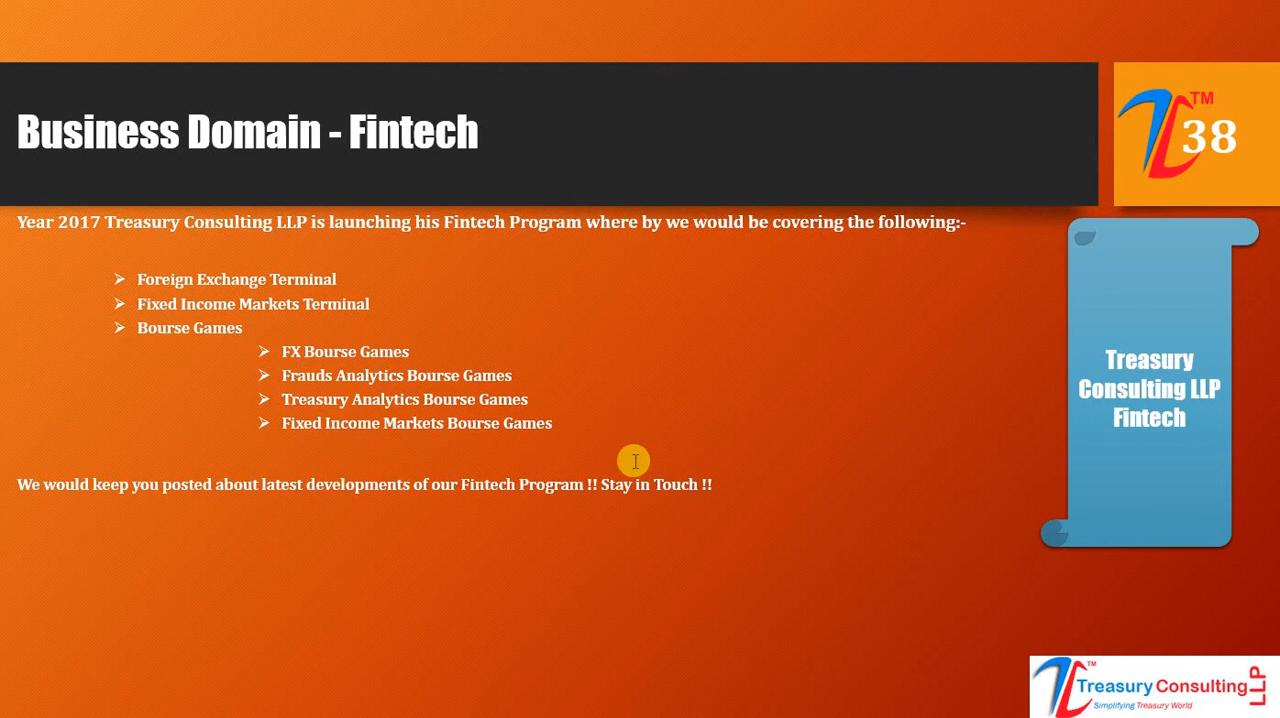 Business Domain - Fintech
TM
38
Year 2017 Treasury Consulting LLP is launching his Fintech Program where by we would be covering the following:-
➢ Foreign Exchange Terminal
➢ Fixed Income Markets Terminal
➢ Bourse Games
➢ FX Bourse Games
➢ Frauds Analytics Bourse Games
➢ Treasury Analytics Bourse Games
➢ Fixed Income Markets Bourse Games
We would keep you posted about latest developments of our Fintech Program !! Stay in Touch !!
Treasury
Consulting LLP
Fintech
TM
Treasury Consulting LLP
Simplifying Treasury World